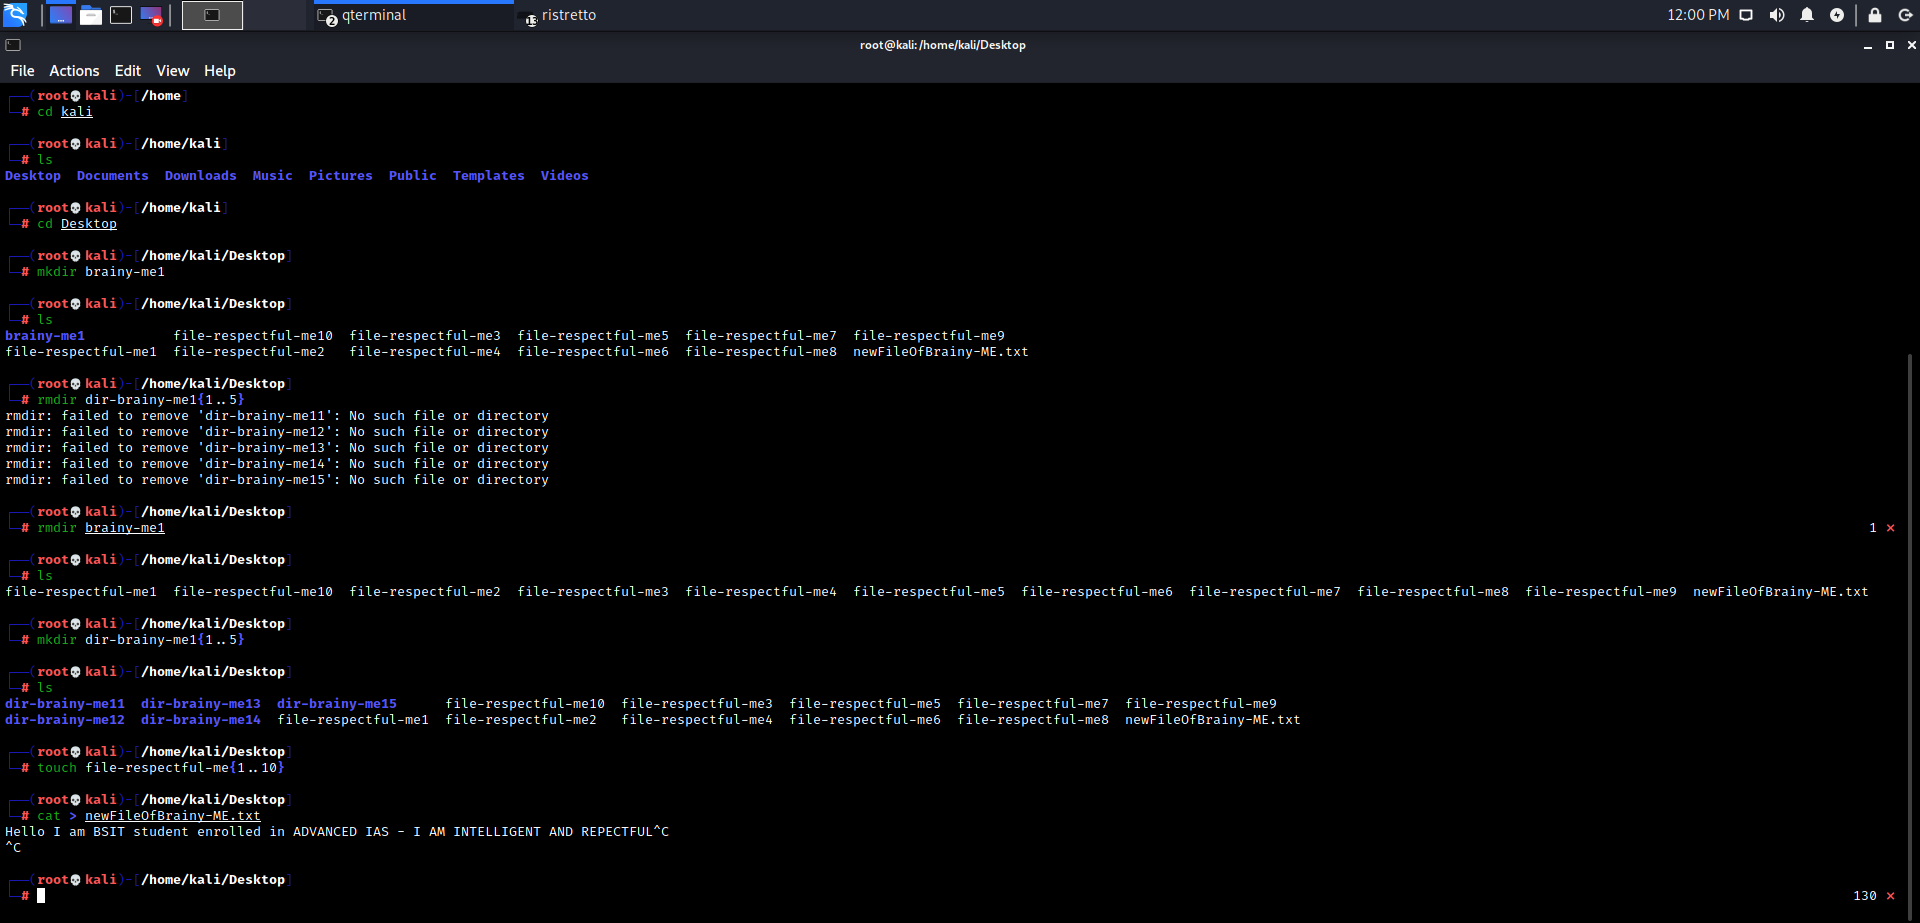 2 qterminal 13 ristretto 12:00 PM
root@kali: /home/kali/Desktop
File Actions Edit View Help
┌──(root💀kali)-[/home]
└─# cd kali
┌──(root💀kali)-[/home/kali]
└─# ls
Desktop  Documents  Downloads  Music  Pictures  Public  Templates  Videos
┌──(root💀kali)-[/home/kali]
└─# cd Desktop
┌──(root💀kali)-[/home/kali/Desktop]
└─# mkdir brainy-me1
┌──(root💀kali)-[/home/kali/Desktop]
└─# ls
brainy-me1           file-respectful-me10  file-respectful-me3  file-respectful-me5  file-respectful-me7  file-respectful-me9
file-respectful-me1  file-respectful-me2   file-respectful-me4  file-respectful-me6  file-respectful-me8  newFileOfBrainy-ME.txt
┌──(root💀kali)-[/home/kali/Desktop]
└─# rmdir dir-brainy-me1{1..5}
rmdir: failed to remove 'dir-brainy-me11': No such file or directory
rmdir: failed to remove 'dir-brainy-me12': No such file or directory
rmdir: failed to remove 'dir-brainy-me13': No such file or directory
rmdir: failed to remove 'dir-brainy-me14': No such file or directory
rmdir: failed to remove 'dir-brainy-me15': No such file or directory
┌──(root💀kali)-[/home/kali/Desktop]
└─# rmdir brainy-me1 1 ⨯
┌──(root💀kali)-[/home/kali/Desktop]
└─# ls
file-respectful-me1  file-respectful-me10  file-respectful-me2  file-respectful-me3  file-respectful-me4  file-respectful-me5  file-respectful-me6  file-respectful-me7  file-respectful-me8  file-respectful-me9  newFileOfBrainy-ME.txt
┌──(root💀kali)-[/home/kali/Desktop]
└─# mkdir dir-brainy-me1{1..5}
┌──(root💀kali)-[/home/kali/Desktop]
└─# ls
dir-brainy-me11  dir-brainy-me13  dir-brainy-me15      file-respectful-me10  file-respectful-me3  file-respectful-me5  file-respectful-me7  file-respectful-me9
dir-brainy-me12  dir-brainy-me14  file-respectful-me1  file-respectful-me2   file-respectful-me4  file-respectful-me6  file-respectful-me8  newFileOfBrainy-ME.txt
┌──(root💀kali)-[/home/kali/Desktop]
└─# touch file-respectful-me{1..10}
┌──(root💀kali)-[/home/kali/Desktop]
└─# cat > newFileOfBrainy-ME.txt
Hello I am BSIT student enrolled in ADVANCED IAS - I AM INTELLIGENT AND REPECTFUL^C
^C
┌──(root💀kali)-[/home/kali/Desktop]
└─# 130 ⨯